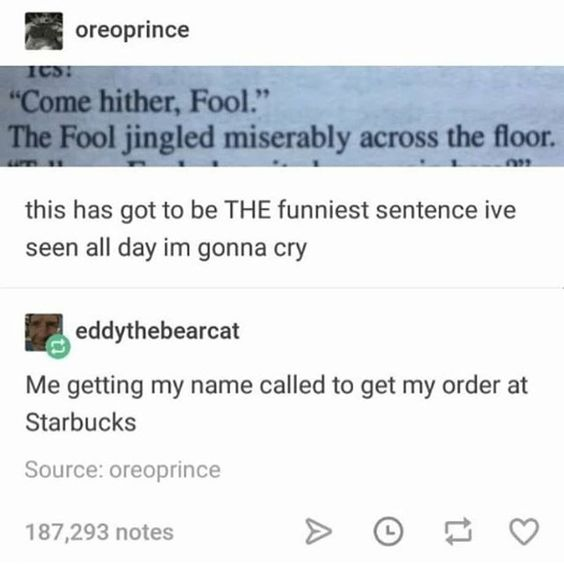 oreoprince
Yes!
“Come hither, Fool.”
The Fool jingled miserably across the floor.
this has got to be THE funniest sentence ive
seen all day im gonna cry
eddythebearcat
Me getting my name called to get my order at
Starbucks
Source: oreoprince
187,293 notes